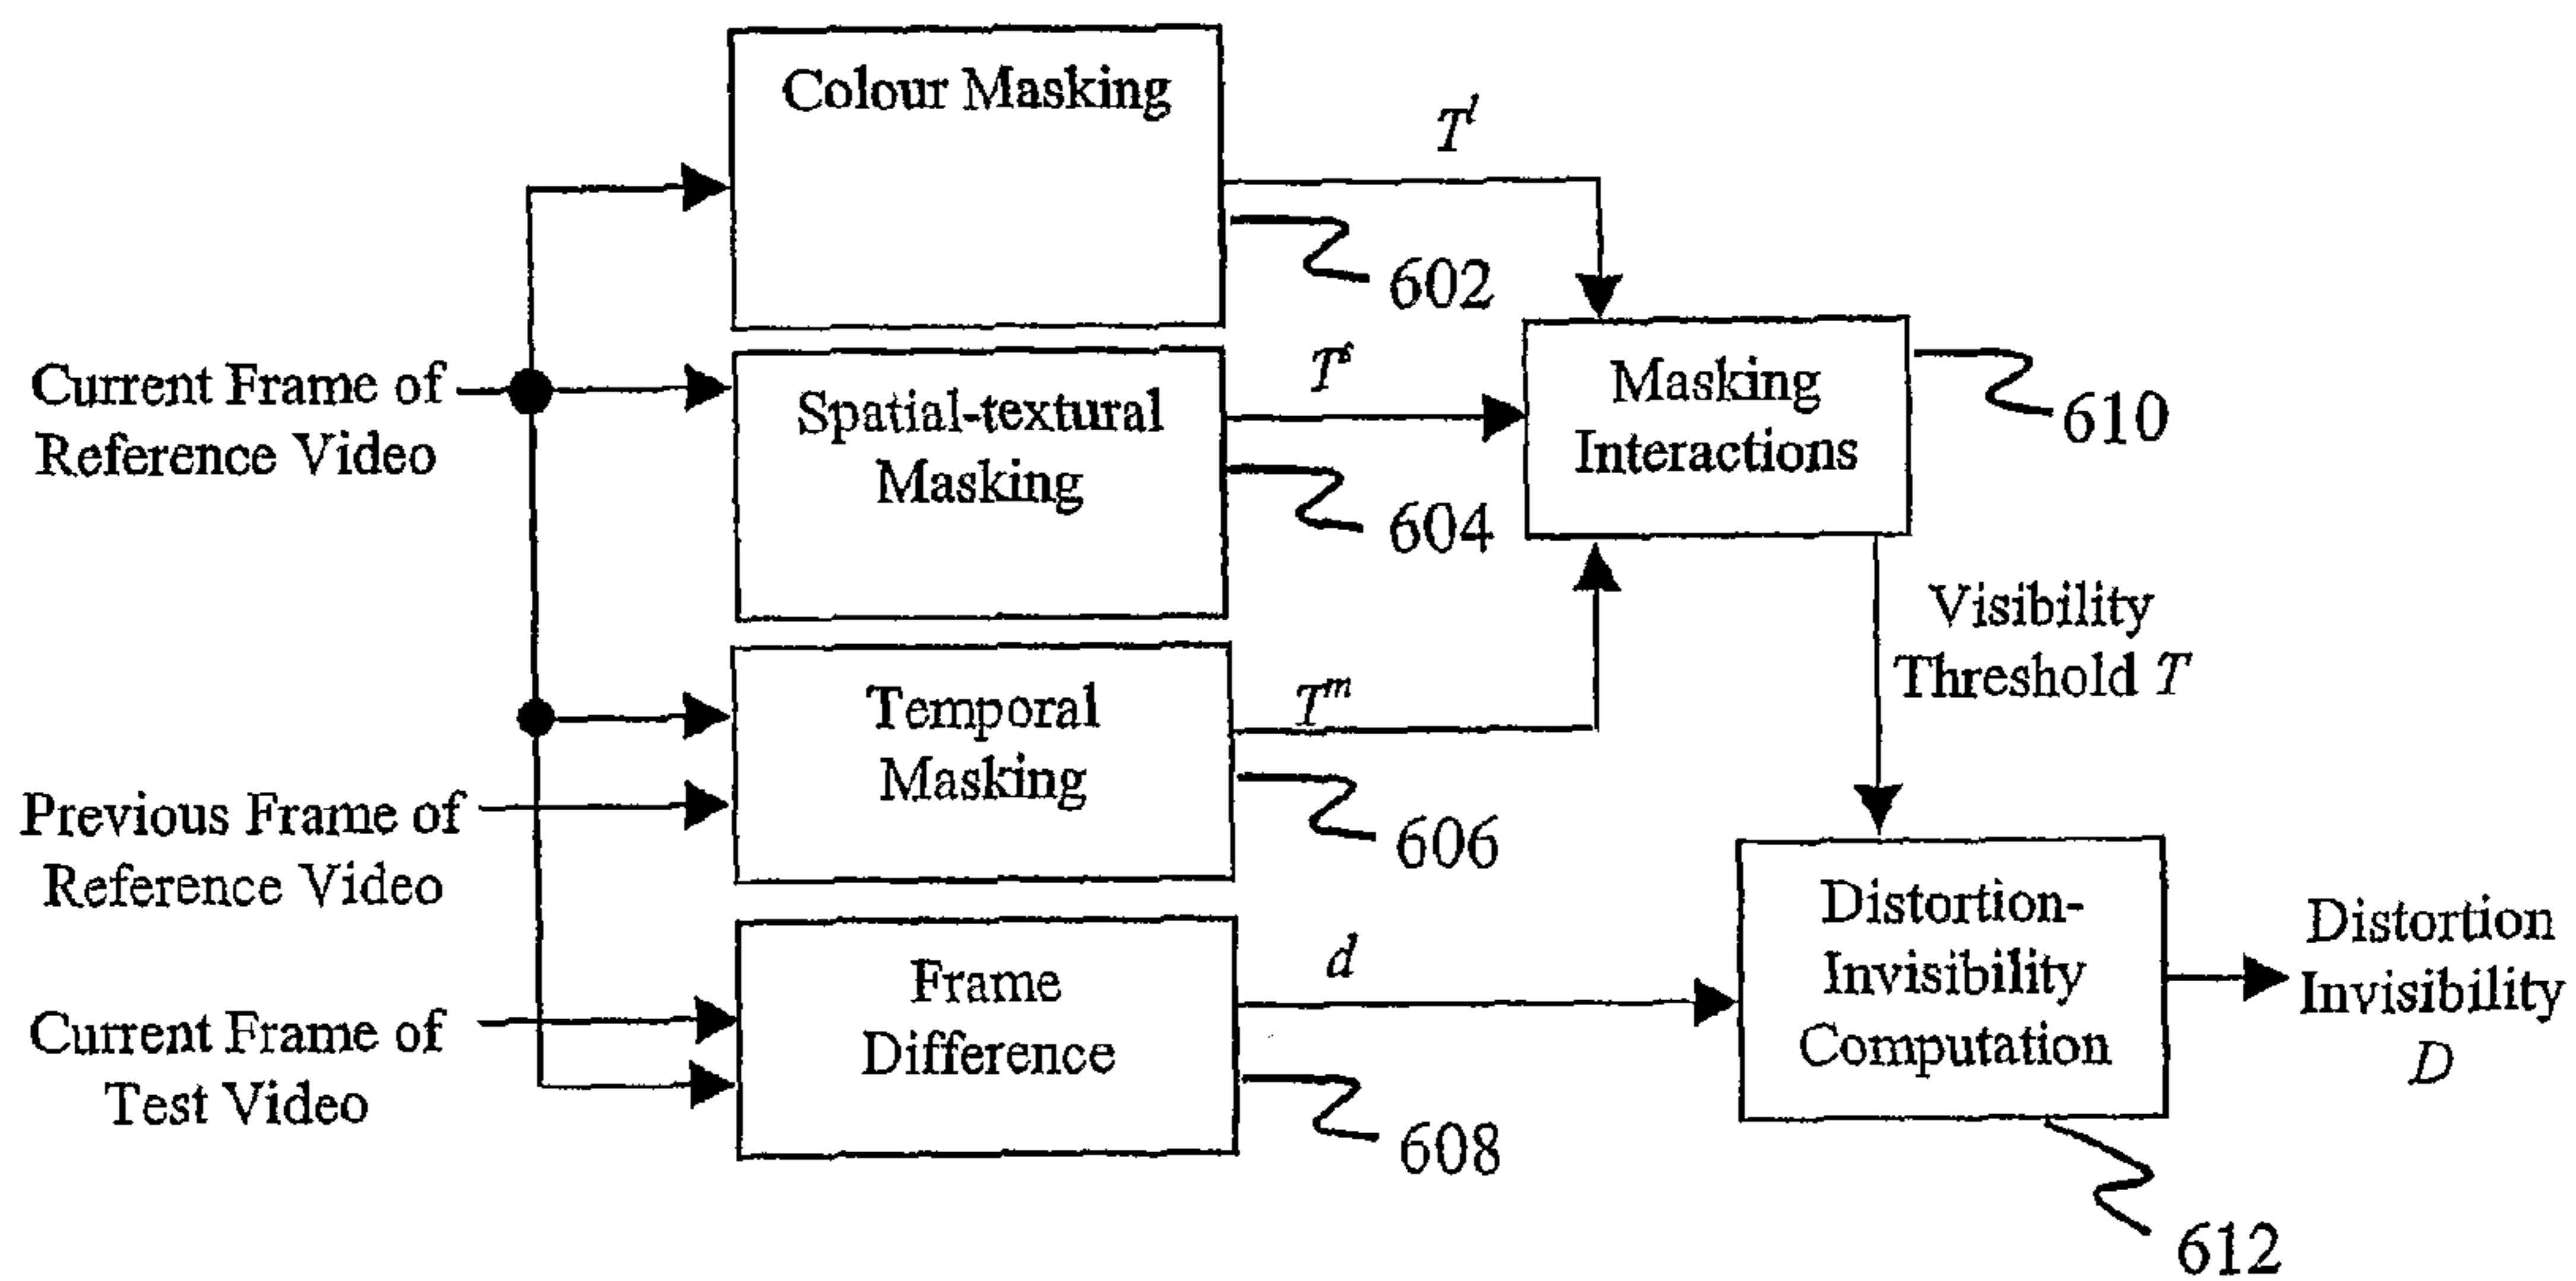 Colour Masking
T^l
602
Current Frame of
Reference Video
Spatial-textural
Masking
T^s
604
Masking
Interactions
610
Visibility
Threshold T
Temporal
Masking
T^m
606
Previous Frame of
Reference Video
Frame
Difference
d
608
Current Frame of
Test Video
Distortion-
Invisibility
Computation
612
Distortion
Invisibility
D